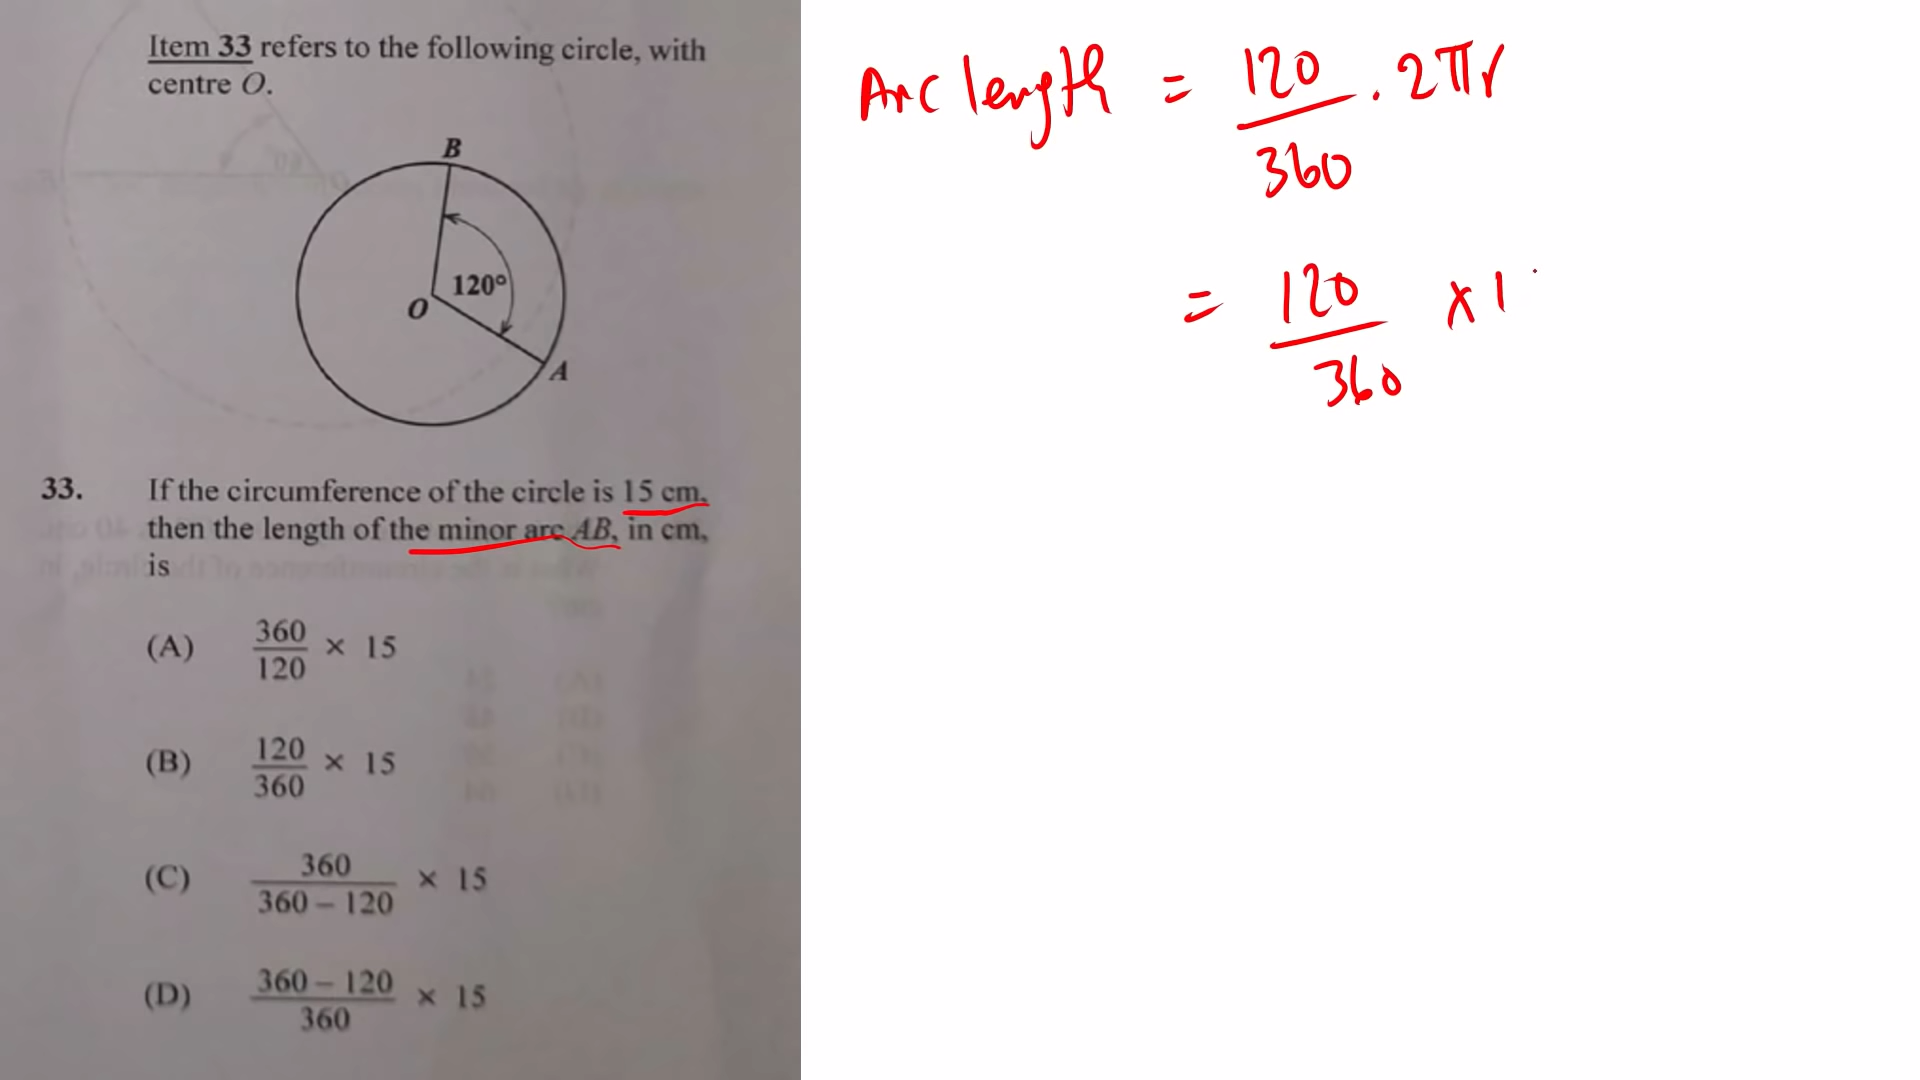 Item 33 refers to the following circle, with
centre O.
B
120°
O
A
33. If the circumference of the circle is 15 cm,
then the length of the minor arc AB, in cm,
is
(A) 360/120 × 15
(B) 120/360 × 15
(C) 360/(360 – 120) × 15
(D) (360 – 120)/360 × 15
Arc length = 120/360 . 2πr
= 120/360 × 1